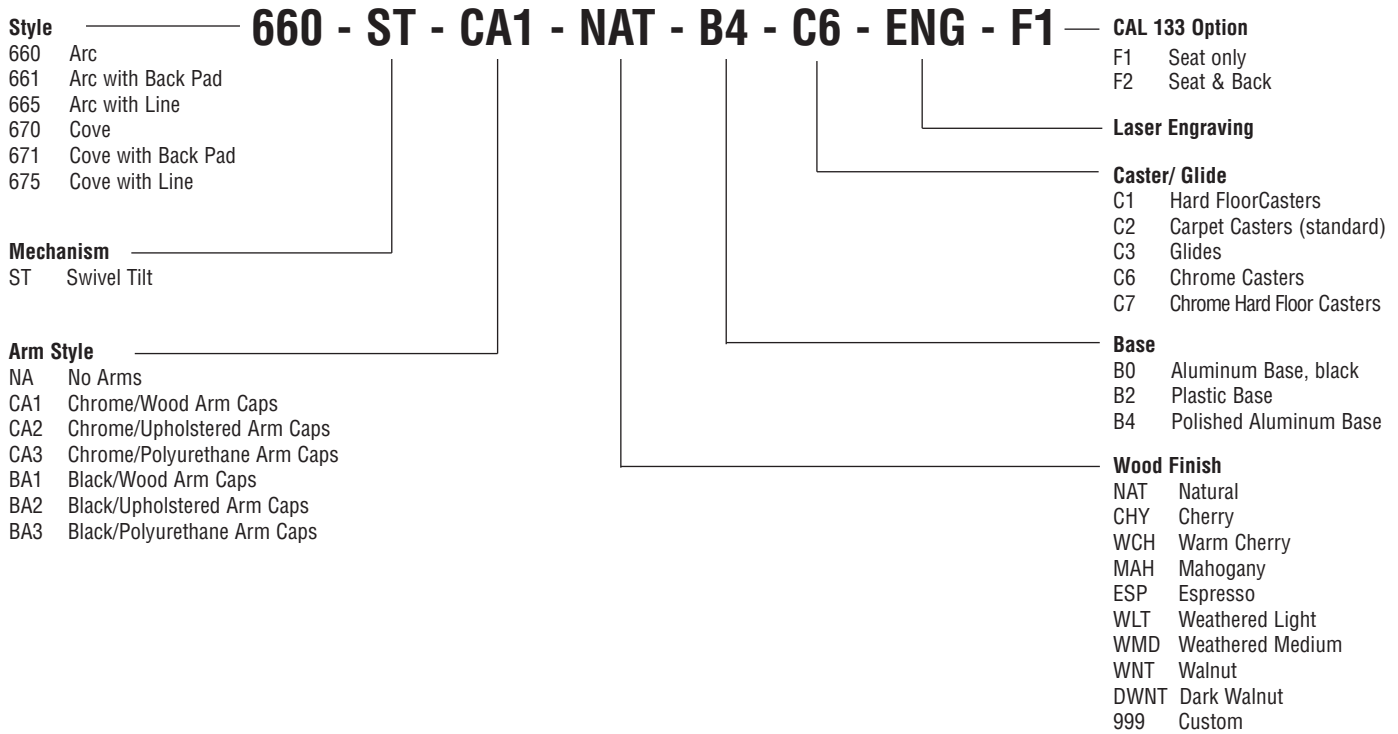 660 - ST - CA1 - NAT - B4 - C6 - ENG - F1
Style
660 Arc
661 Arc with Back Pad
665 Arc with Line
670 Cove
671 Cove with Back Pad
675 Cove with Line
Mechanism
ST Swivel Tilt
Arm Style
NA No Arms
CA1 Chrome/Wood Arm Caps
CA2 Chrome/Upholstered Arm Caps
CA3 Chrome/Polyurethane Arm Caps
BA1 Black/Wood Arm Caps
BA2 Black/Upholstered Arm Caps
BA3 Black/Polyurethane Arm Caps
CAL 133 Option
F1 Seat only
F2 Seat & Back
Laser Engraving
Caster/ Glide
C1 Hard FloorCasters
C2 Carpet Casters (standard)
C3 Glides
C6 Chrome Casters
C7 Chrome Hard Floor Casters
Base
B0 Aluminum Base, black
B2 Plastic Base
B4 Polished Aluminum Base
Wood Finish
NAT Natural
CHY Cherry
WCH Warm Cherry
MAH Mahogany
ESP Espresso
WLT Weathered Light
WMD Weathered Medium
WNT Walnut
DWNT Dark Walnut
999 Custom